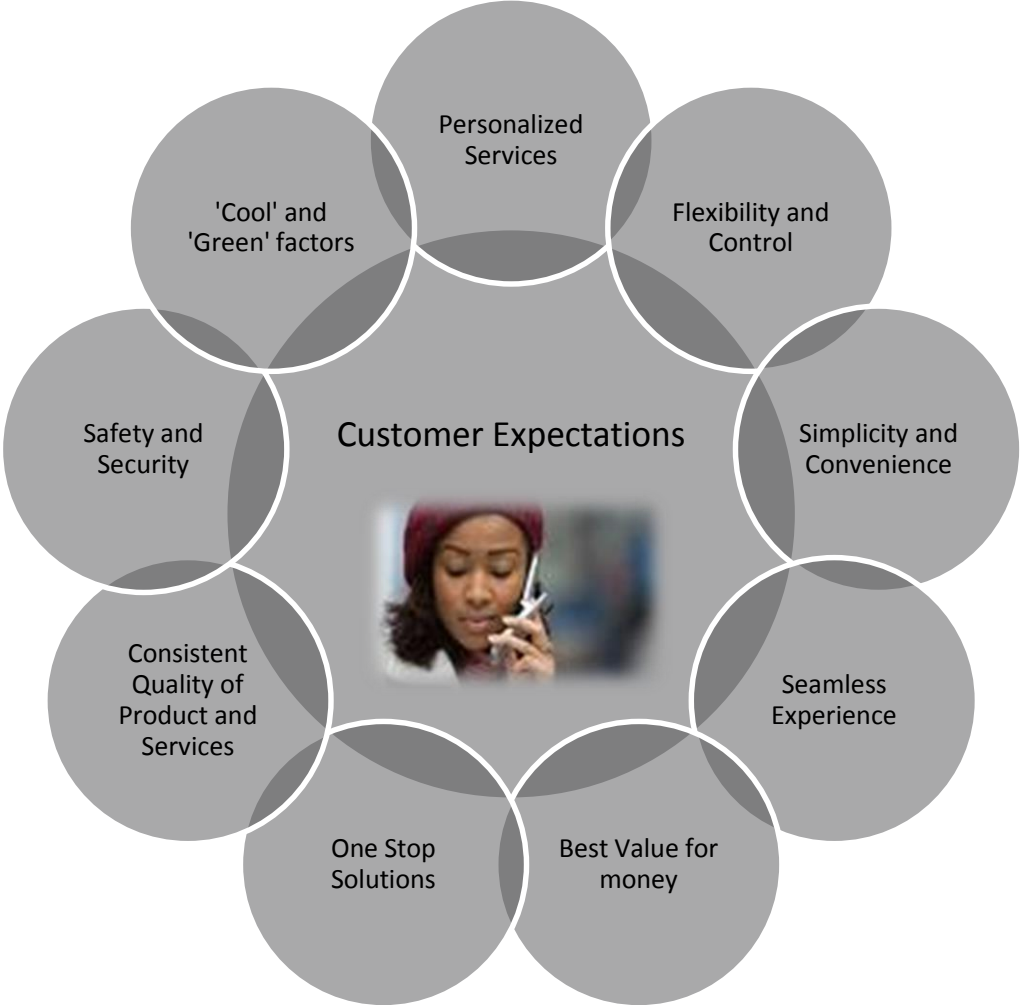 Personalized
Services
Flexibility and
Control
Simplicity and
Convenience
Seamless
Experience
Best Value for
money
One Stop
Solutions
Consistent
Quality of
Product and
Services
Safety and
Security
'Cool' and
'Green' factors
Customer Expectations